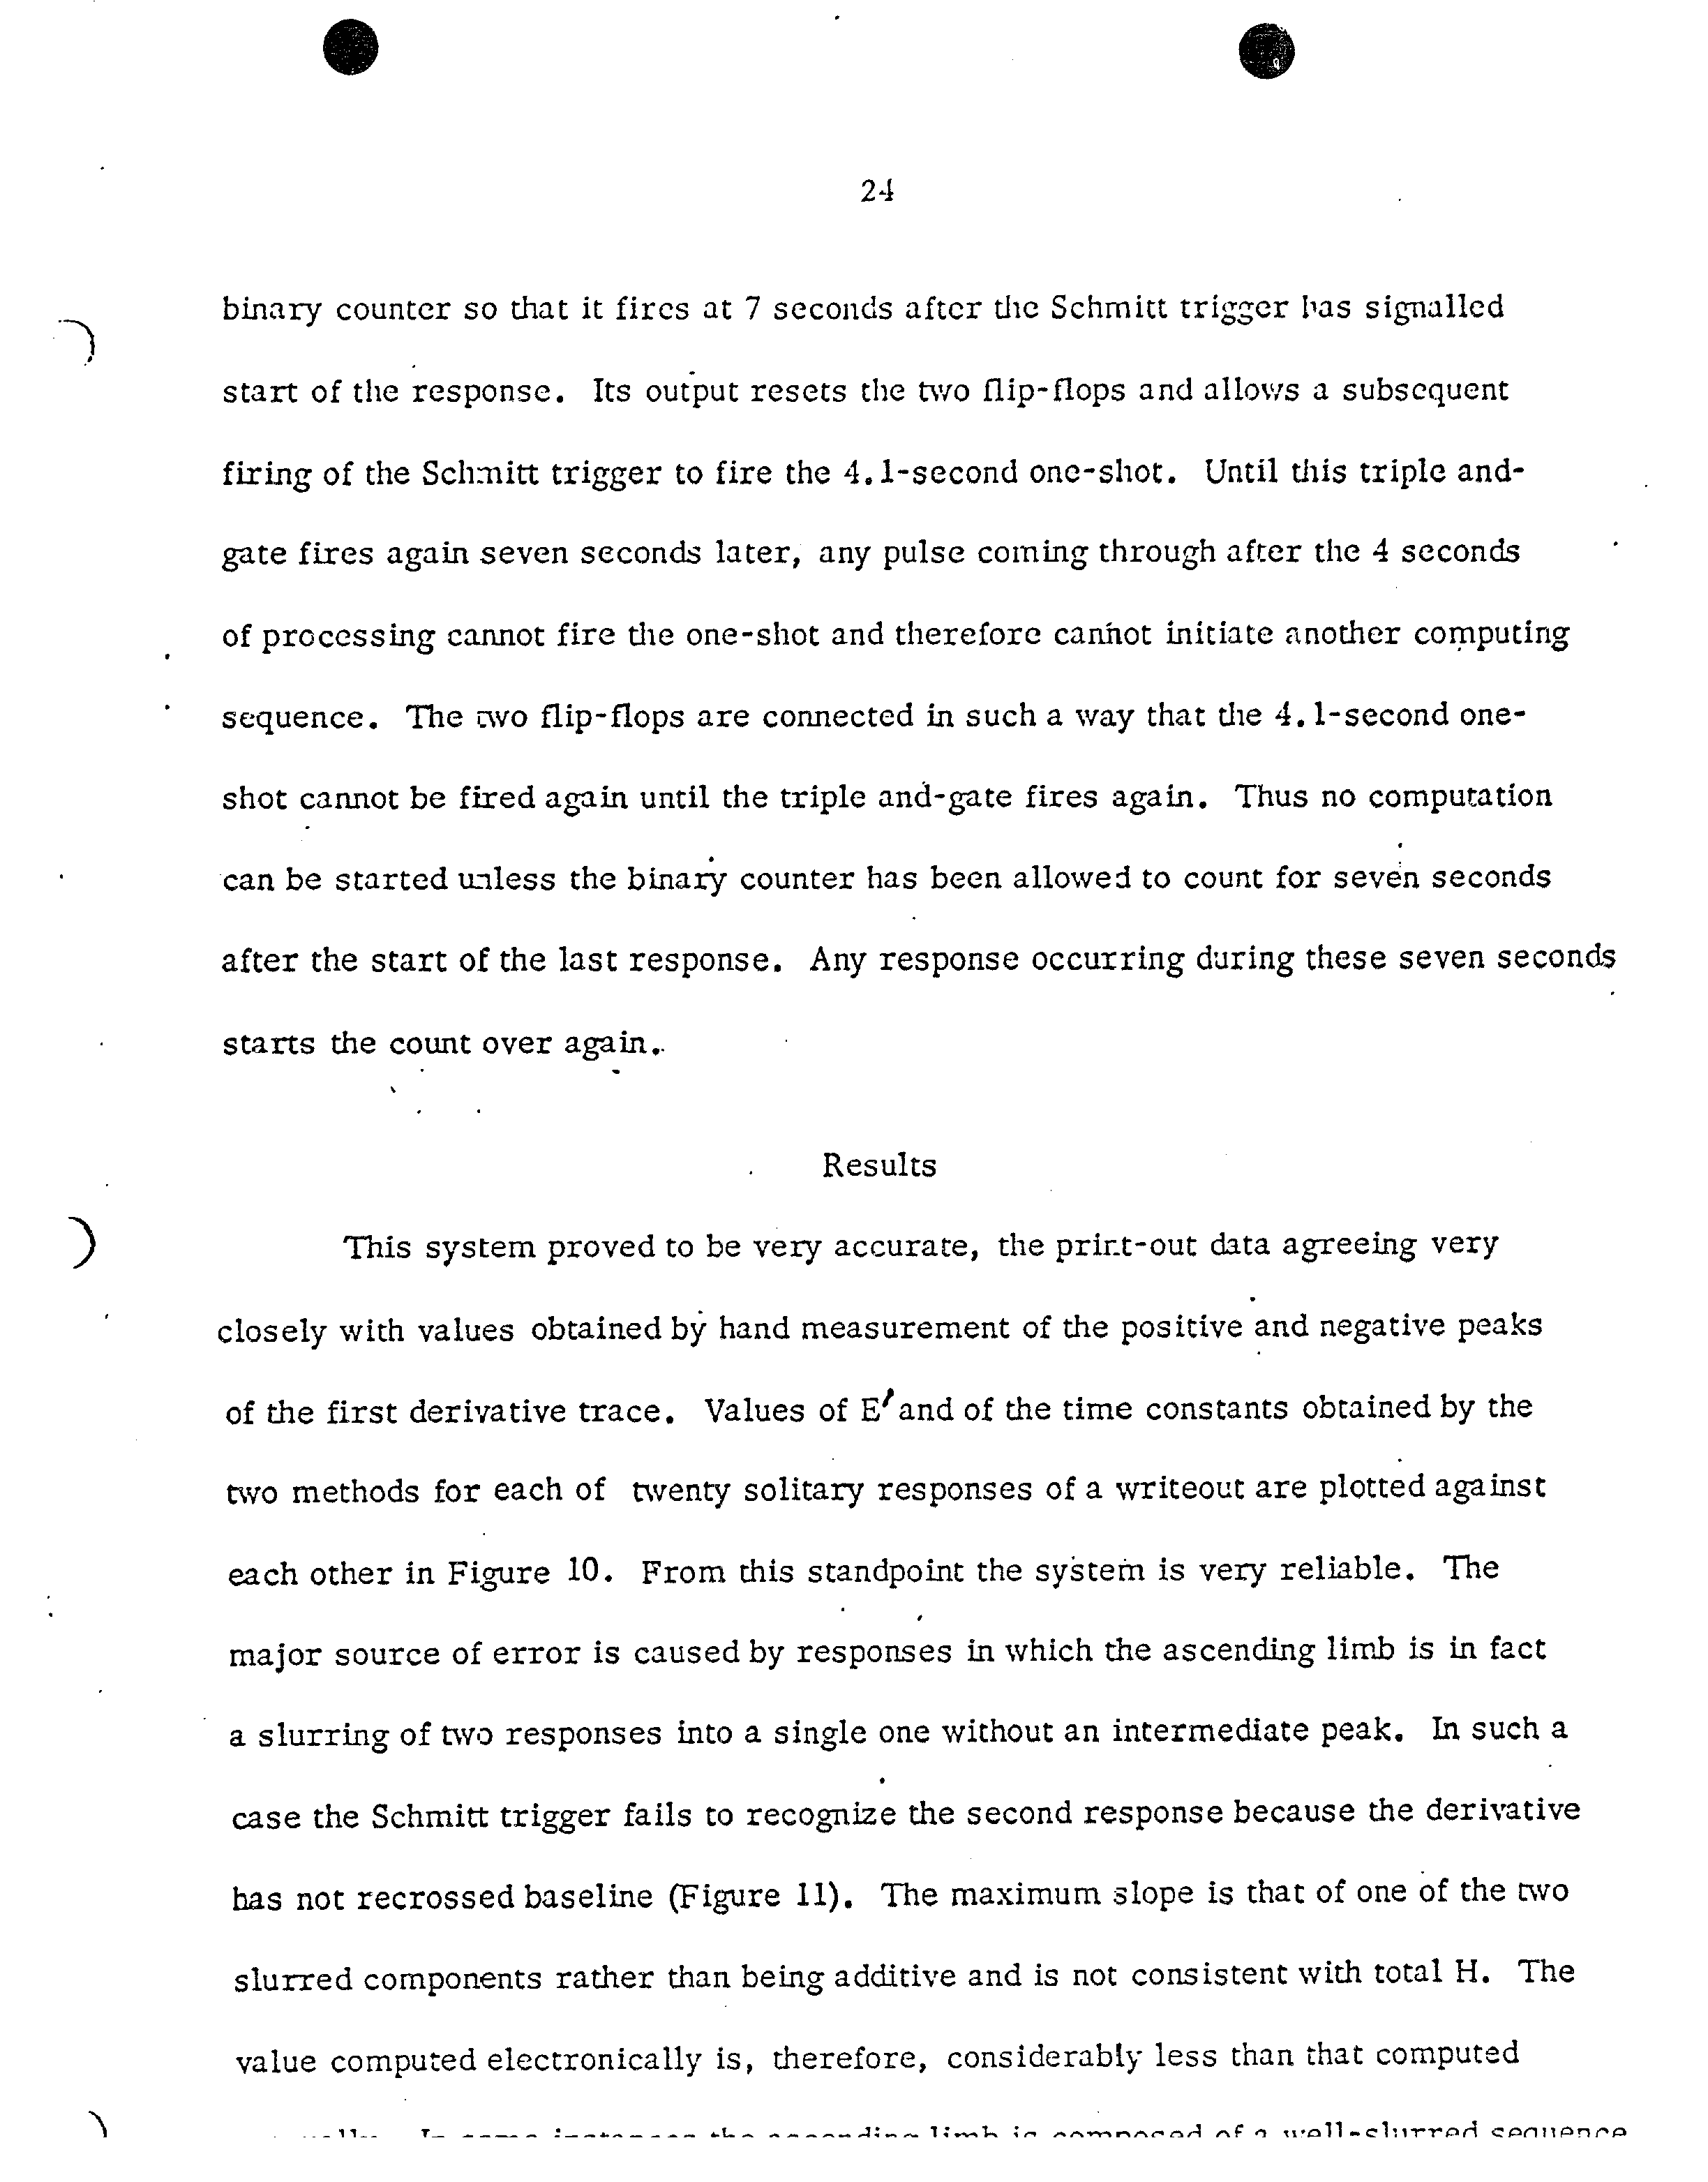 24
binary counter so that it fires at 7 seconds after the Schmitt trigger has signalled
start of the response. Its output resets the two flip-flops and allows a subsequent
firing of the Schmitt trigger to fire the 4.1-second one-shot. Until this triple and-
gate fires again seven seconds later, any pulse coming through after the 4 seconds
of processing cannot fire the one-shot and therefore cannot initiate another computing
sequence. The two flip-flops are connected in such a way that the 4.1-second one-
shot cannot be fired again until the triple and-gate fires again. Thus no computation
can be started unless the binary counter has been allowed to count for seven seconds
after the start of the last response. Any response occurring during these seven seconds
starts the count over again.
Results
This system proved to be very accurate, the print-out data agreeing very
closely with values obtained by hand measurement of the positive and negative peaks
of the first derivative trace. Values of E' and of the time constants obtained by the
two methods for each of twenty solitary responses of a writeout are plotted against
each other in Figure 10. From this standpoint the system is very reliable. The
major source of error is caused by responses in which the ascending limb is in fact
a slurring of two responses into a single one without an intermediate peak. In such a
case the Schmitt trigger fails to recognize the second response because the derivative
has not recrossed baseline (Figure 11). The maximum slope is that of one of the two
slurred components rather than being additive and is not consistent with total H. The
value computed electronically is, therefore, considerably less than that computed
In some instances the ascending limb is composed of a well-slurred sequence